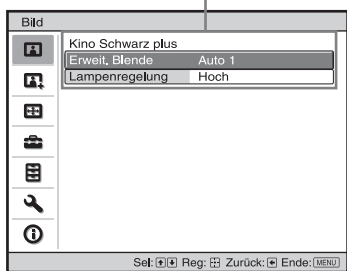 Bild
Kino Schwarz plus
Erweit. Blende Auto 1
Lampenregelung Hoch
Sel: Reg: Zurück: Ende: MENU